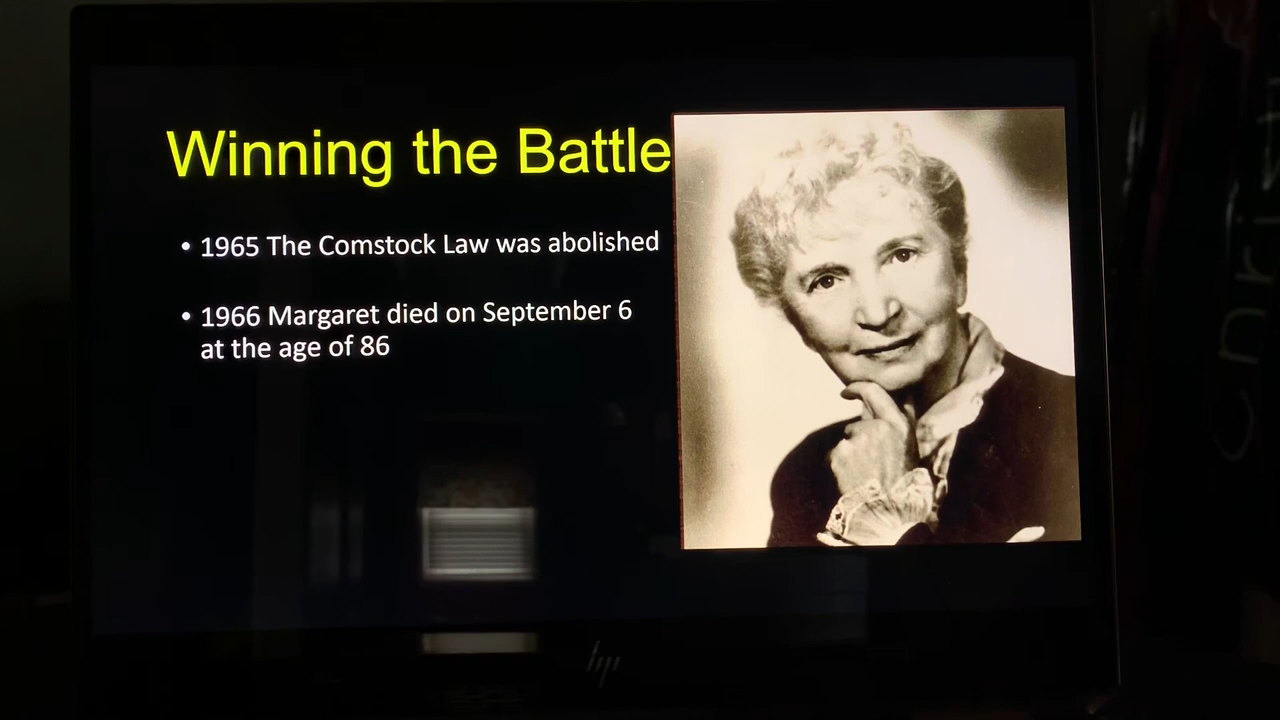 Winning the Battle
• 1965 The Comstock Law was abolished
• 1966 Margaret died on September 6
at the age of 86
hp